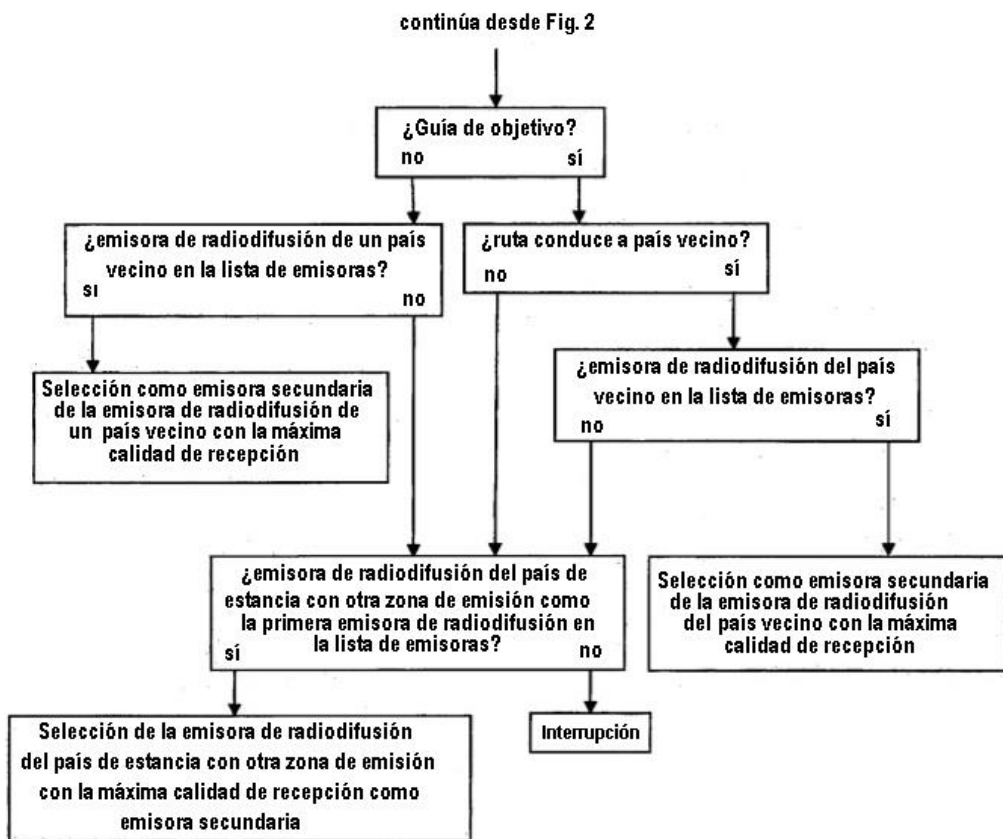 continúa desde Fig. 2
¿Guía de objetivo?
no sí
¿emisora de radiodifusión de un país
vecino en la lista de emisoras?
sı
no
¿ruta conduce a país vecino?
no sí
Selección como emisora secundaria
de la emisora de radiodifusión de
un país vecino con la máxima
calidad de recepción
¿emisora de radiodifusión del país
vecino en la lista de emisoras?
no sí
¿emisora de radiodifusión del país de
estancia con otra zona de emisión como
la primera emisora de radiodifusión en
la lista de emisoras?
sí no
Selección como emisora secundaria
de la emisora de radiodifusión
del país vecino con la máxima
calidad de recepción
Selección de la emisora de radiodifusión
del país de estancia con otra zona de emisión
con la máxima calidad de recepción como
emisora secundaria
Interrupción